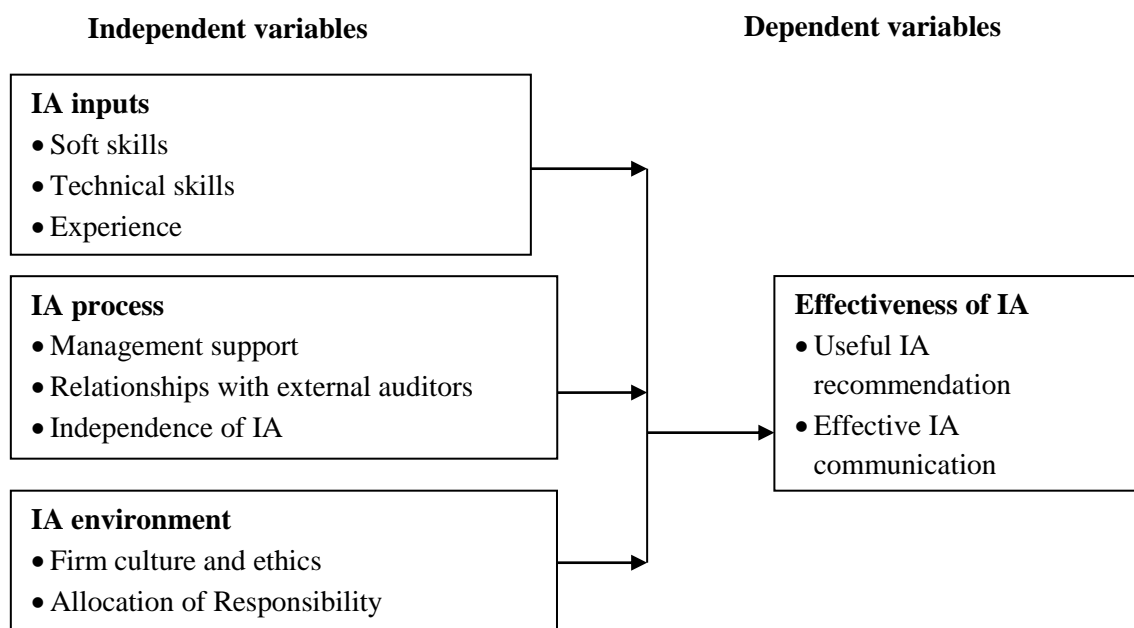 Independent variables
Dependent variables
IA inputs
• Soft skills
• Technical skills
• Experience
IA process
• Management support
• Relationships with external auditors
• Independence of IA
IA environment
• Firm culture and ethics
• Allocation of Responsibility
Effectiveness of IA
• Useful IA
recommendation
• Effective IA
communication